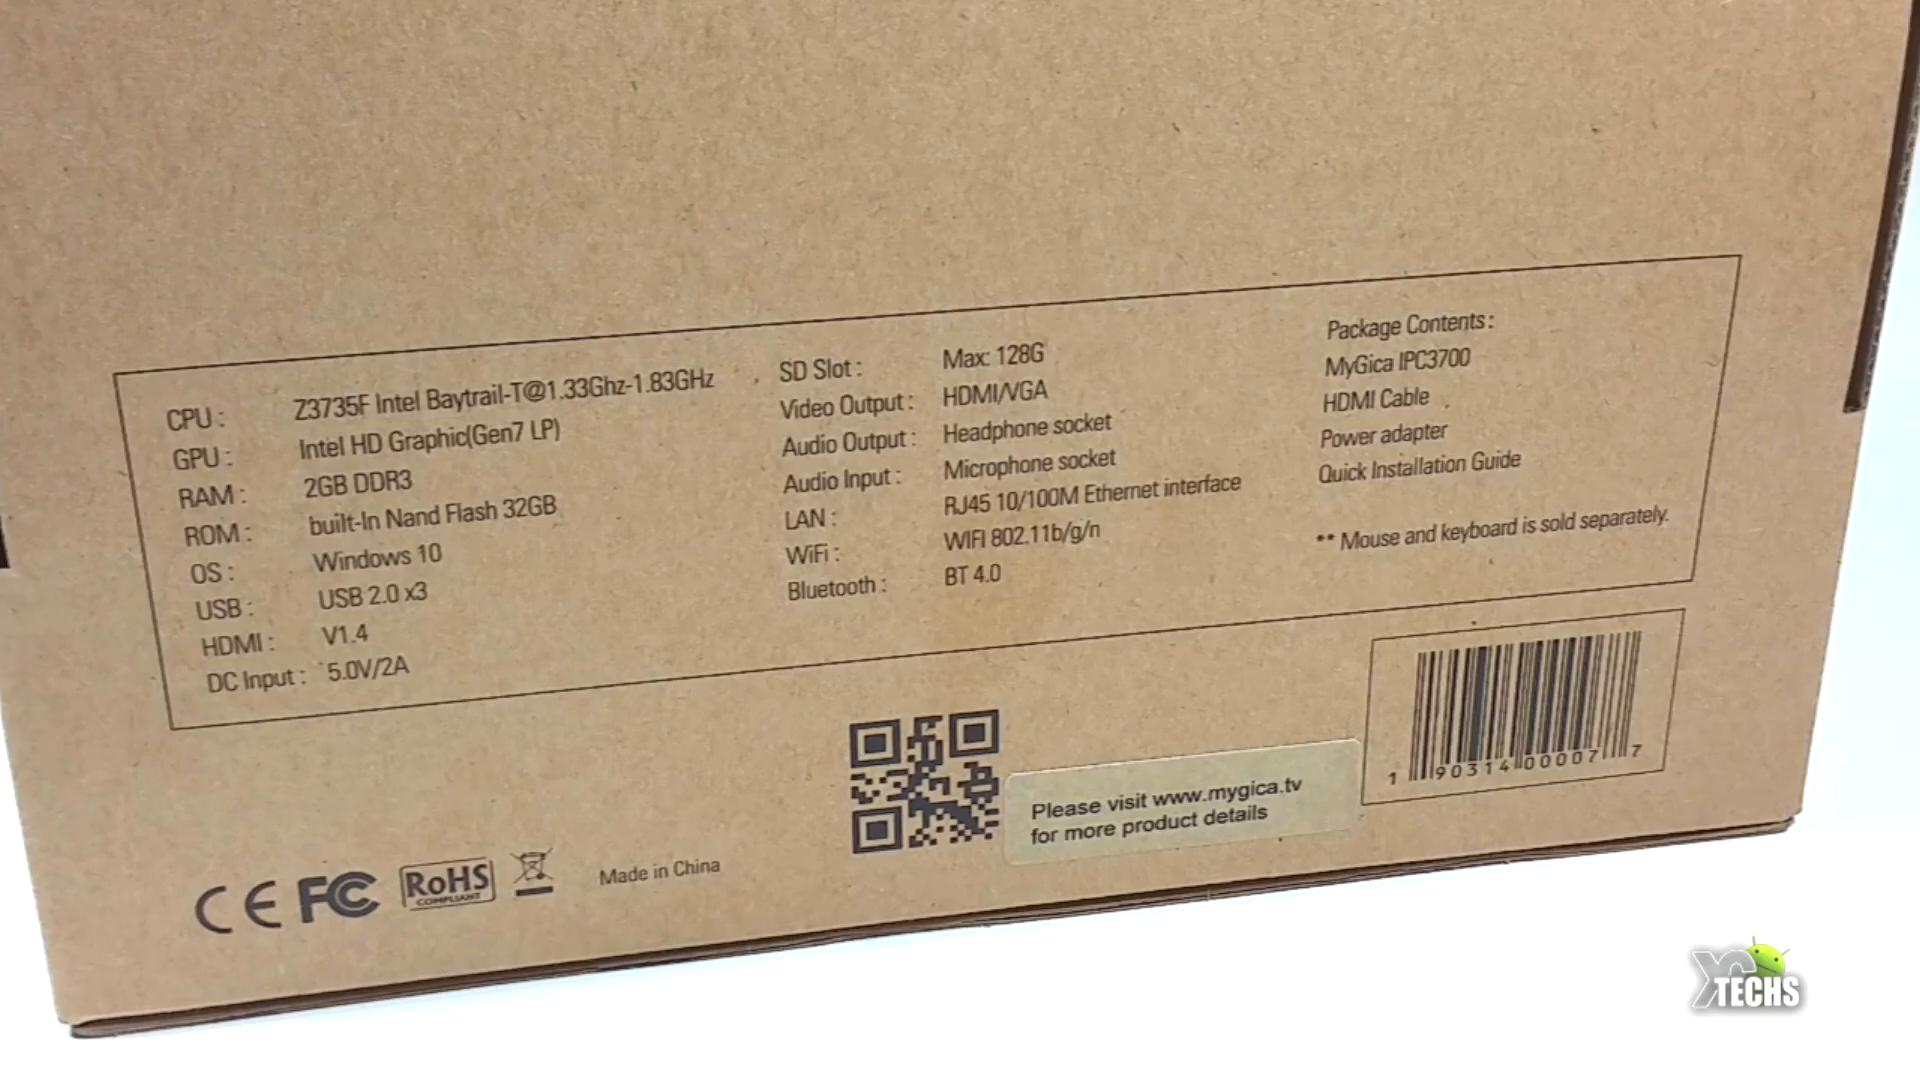 CPU : Z3735F Intel Baytrail-T@1.33Ghz-1.83GHz
GPU : Intel HD Graphic(Gen7 LP)
RAM : 2GB DDR3
ROM : built-In Nand Flash 32GB
OS : Windows 10
USB : USB 2.0 x3
HDMI : V1.4
DC Input : 5.0V/2A
SD Slot : Max: 128G
Video Output : HDMI/VGA
Audio Output : Headphone socket
Audio Input : Microphone socket
LAN : RJ45 10/100M Ethernet interface
WiFi : WIFI 802.11b/g/n
Bluetooth : BT 4.0
Package Contents :
MyGica IPC3700
HDMI Cable
Power adapter
Quick Installation Guide
** Mouse and keyboard is sold separately.
1 90314 00007 7
Please visit www.mygica.tv
for more product details
CE FC RoHS
COMPLIANT
Made in China
XC
TECHS